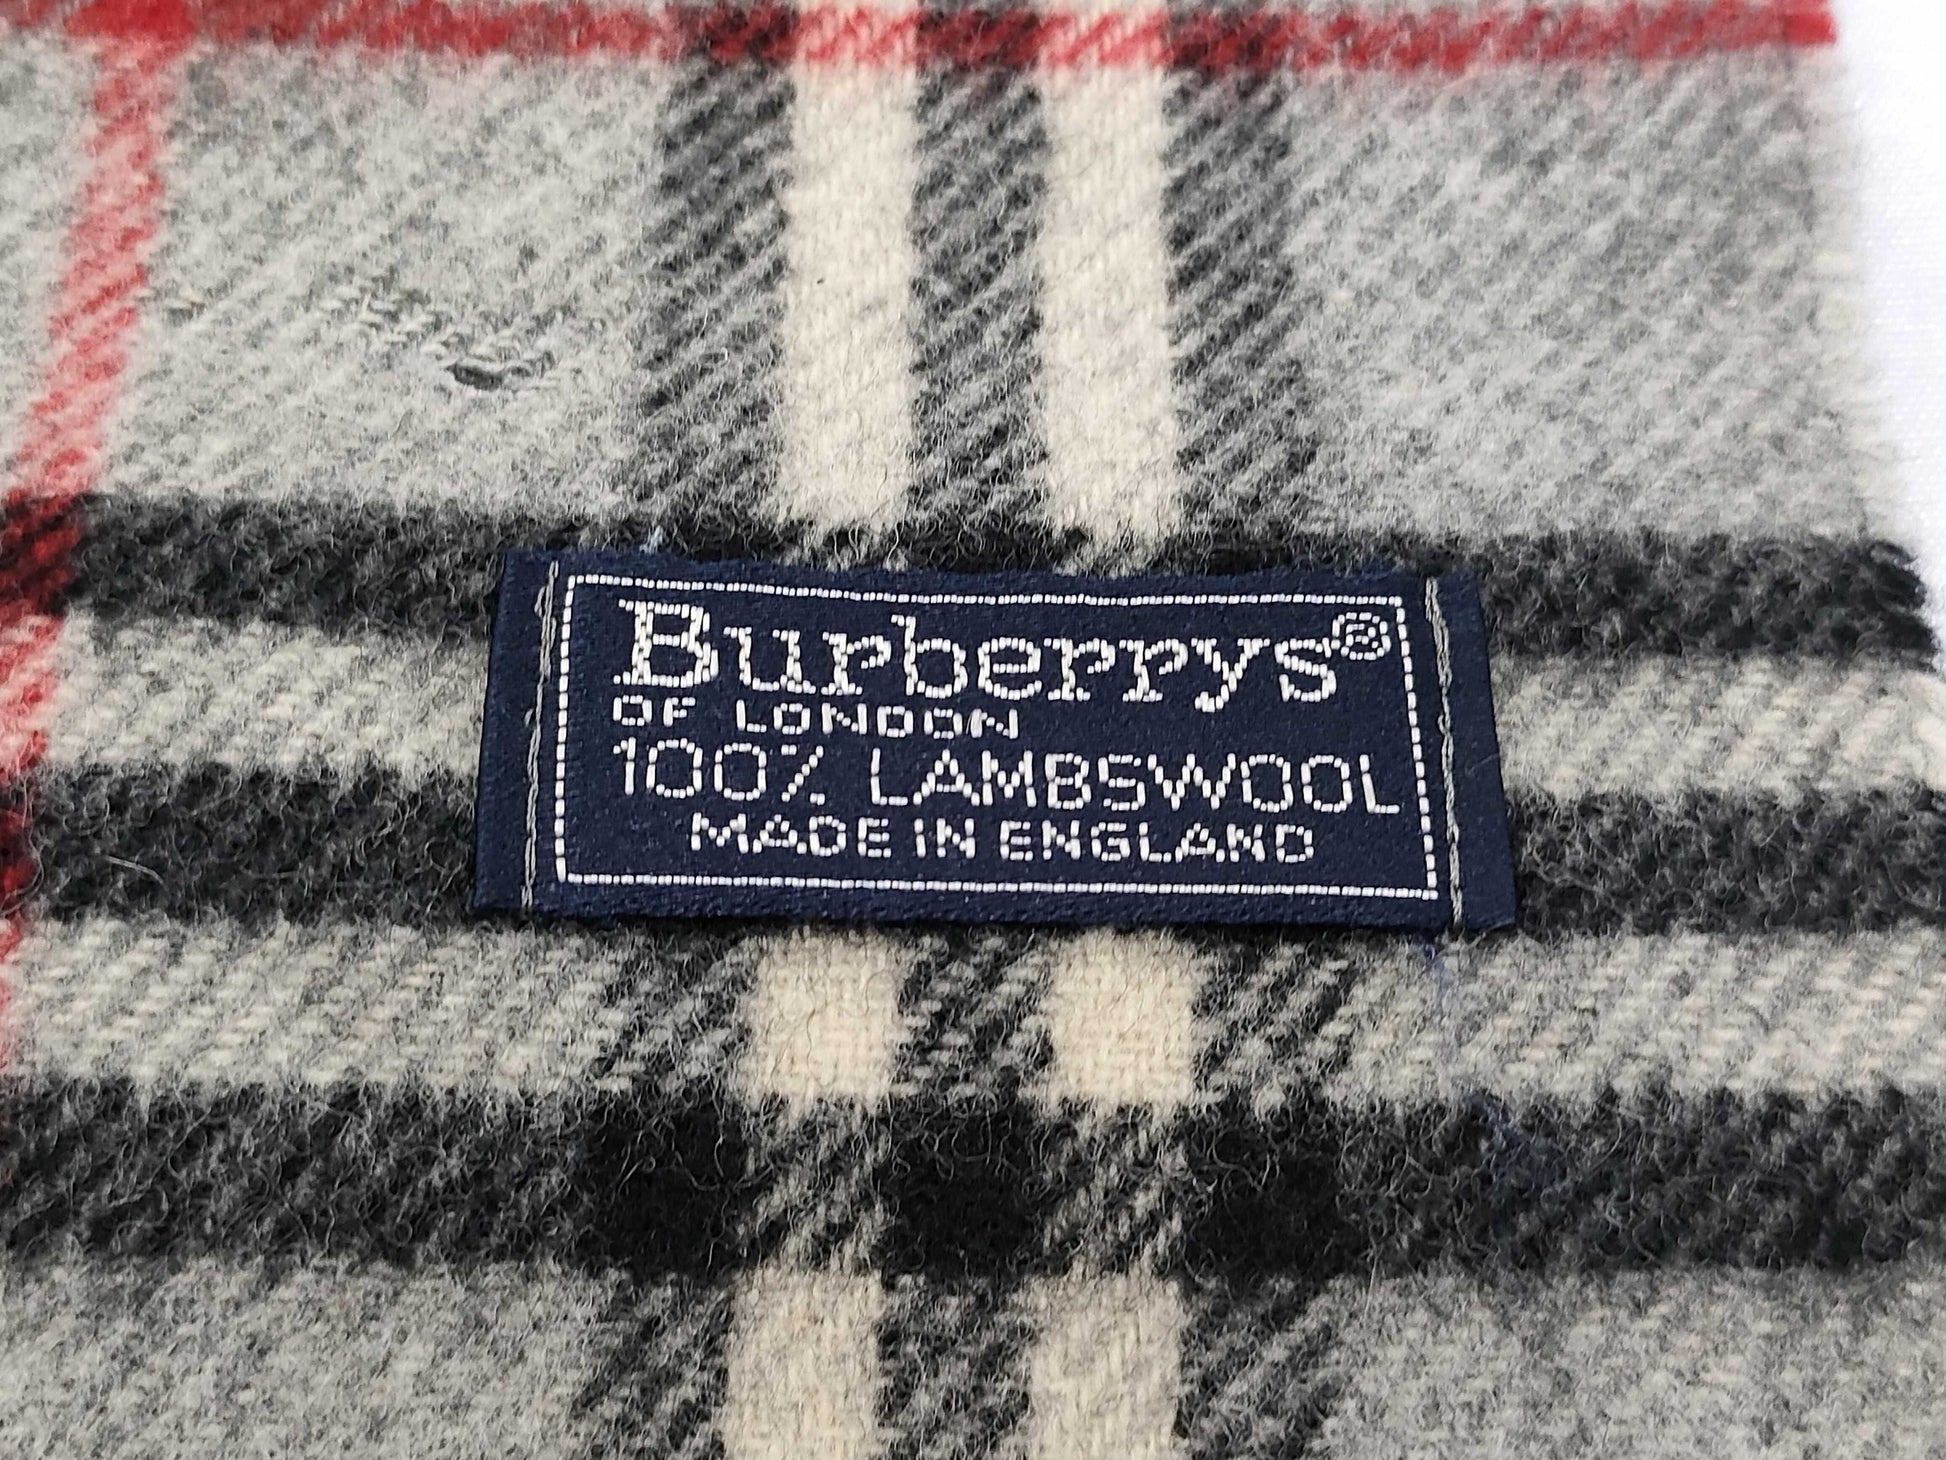 Burberrys®
OF LONDON
100% LAMBSWOOL
MADE IN ENGLAND